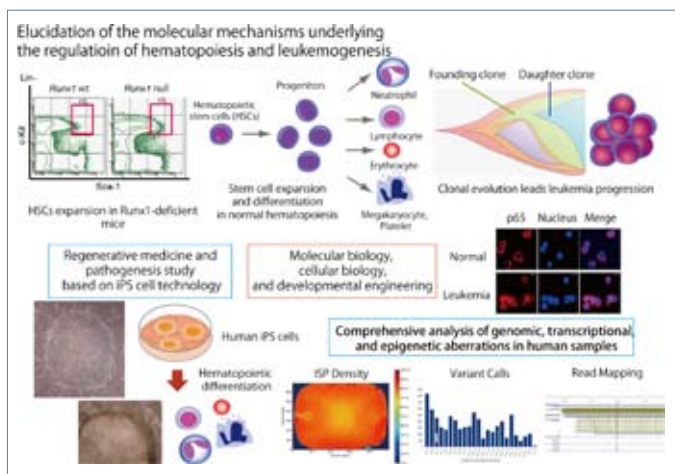 Elucidation of the molecular mechanisms underlying
the regulatioin of hematopoiesis and leukemogenesis
Lin-
Runx1 wt
Runx1 null
c-Kit
Sca-1
HSCs expansion in Runx1-deficient
mice
Hematopoietic
stem cells (HSCs)
Progeniton
Neutrophil
Lymphocyte
Erythrocyte
Megakaryocyte,
Platelet
Stem cell expansion
and differentiation
in normal hematopoiesis
Founding clone
Daughter clone
Clonal evolution leads leukemia progression
p65
Nucleus
Merge
Normal
Leukemia
Regenerative medicine and
pathogenesis study
based on iPS cell technology
Molecular biology,
cellular biology,
and developmental engineering
Human iPS cells
Hematopoietic
differentiation
Comprehensive analysis of genomic, transcriptional,
and epigenetic aberrations in human samples
ISP Density
Variant Calls
Read Mapping